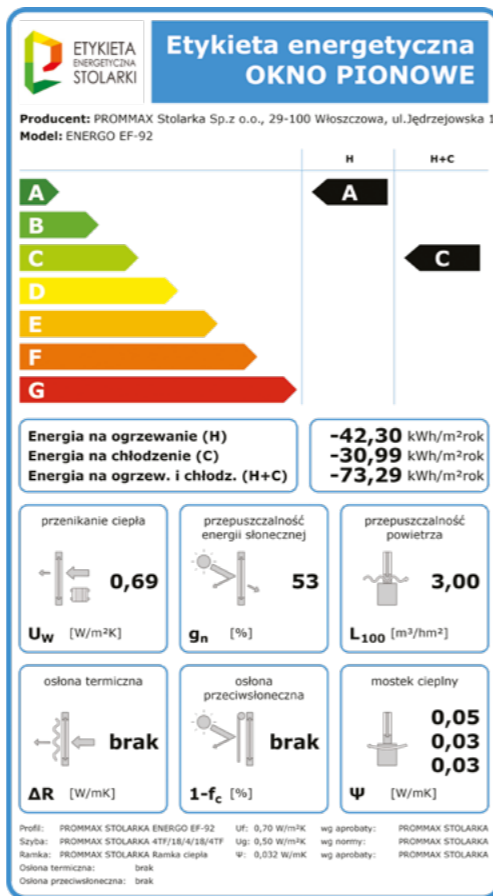 ETYKIETA
ENERGETYCZNA
STOLARKI
Etykieta energetyczna
OKNO PIONOWE
Producent: PROMMAX Stolarka Sp.z o.o., 29-100 Włoszczowa, ul.Jędrzejowska 1
Model: ENERGO EF-92
H H+C
A A
B
C C
D
E
F
G
Energia na ogrzewanie (H) -42,30 kWh/m²rok
Energia na chłodzenie (C) -30,99 kWh/m²rok
Energia na ogrzew. i chłodz. (H+C) -73,29 kWh/m²rok
przenikanie ciepła
0,69
Uw [W/m²K]
przepuszczalność
energii słonecznej
53
gn [%]
przepuszczalność
powietrza
3,00
L100 [m³/hm²]
osłona termiczna
brak
ΔR [W/mK]
osłona
przeciwsłoneczna
brak
1-fc [%]
mostek cieplny
0,05
0,03
0,03
Ψ [W/mK]
Profil: PROMMAX STOLARKA ENERGO EF-92 Uf: 0,70 W/m²K wg aprobaty: PROMMAX STOLARKA
Szyba: PROMMAX STOLARKA 4TF/18/4/18/4TF Ug: 0,50 W/m²K wg normy: PROMMAX STOLARKA
Ramka: PROMMAX STOLARKA Ramka ciepła Ψ: 0,032 W/mK wg aprobaty: PROMMAX STOLARKA
Osłona termiczna: brak
Osłona przeciwsłoneczna: brak